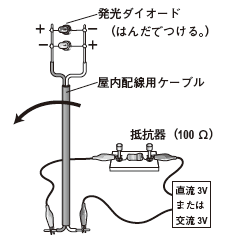 発光ダイオード
(はんだでつける。)
+ −
− +
屋内配線用ケーブル
抵抗器(100 Ω)
直流 3V
または
交流 3V